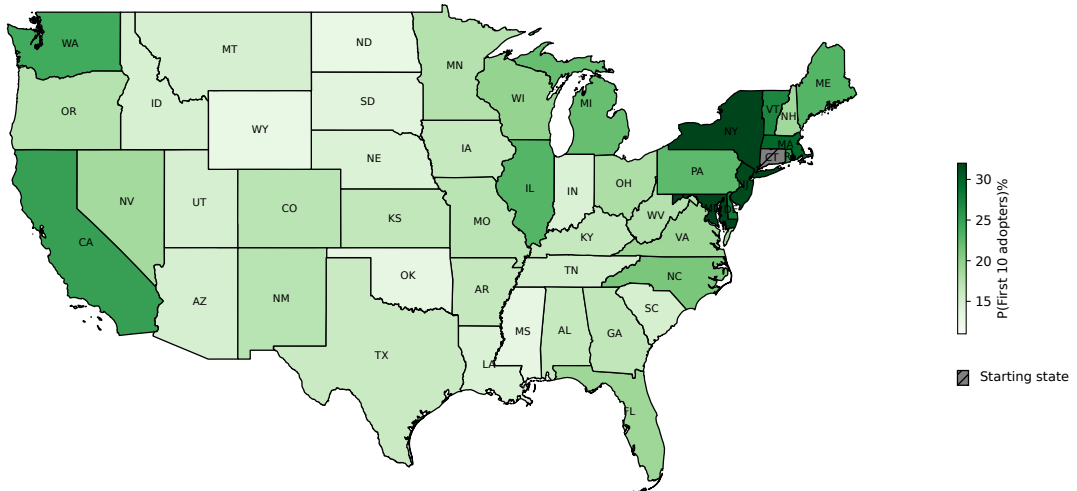 WA
MT
ND
MN
ME
OR
ID
SD
WI
MI
VT
NH
WY
NY
MA
CT
NE
IA
PA
IL
IN
OH
NV
UT
CO
KS
MO
WV
KY
VA
CA
AZ
NM
OK
AR
TN
NC
SC
MS
AL
GA
TX
LA
FL
30
25
20
15
P(First 10 adopters)%
Starting state